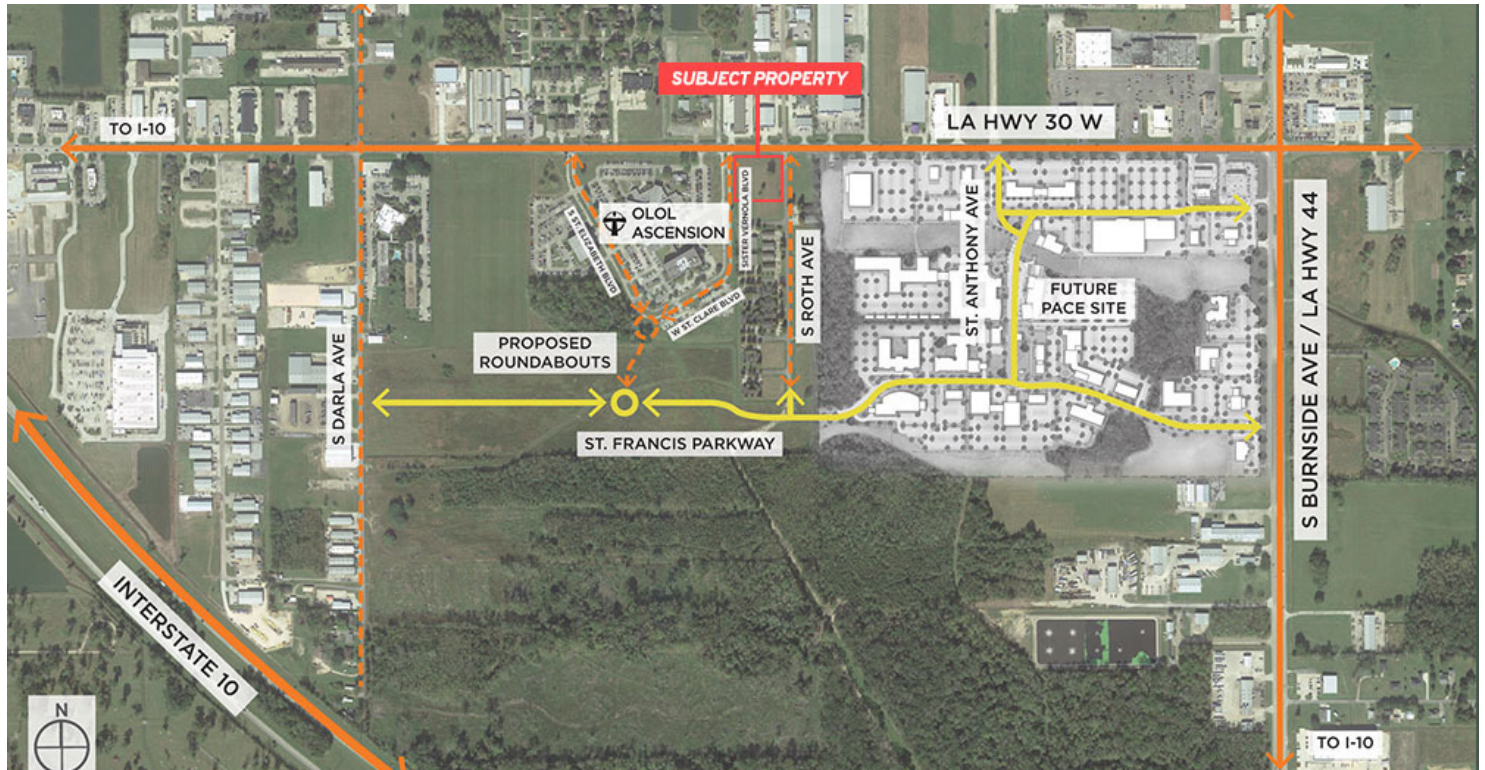 SUBJECT PROPERTY
TO I-10
LA HWY 30 W
S ST. ELIZABETH BLVD
OLOL
ASCENSION
SISTER VERNOLA BLVD
W ST. CLARE BLVD
S ROTH AVE
ST. ANTHONY AVE
FUTURE
PACE SITE
S DARLA AVE
PROPOSED
ROUNDABOUTS
ST. FRANCIS PARKWAY
S BURNSIDE AVE / LA HWY 44
INTERSTATE 10
N
TO I-10